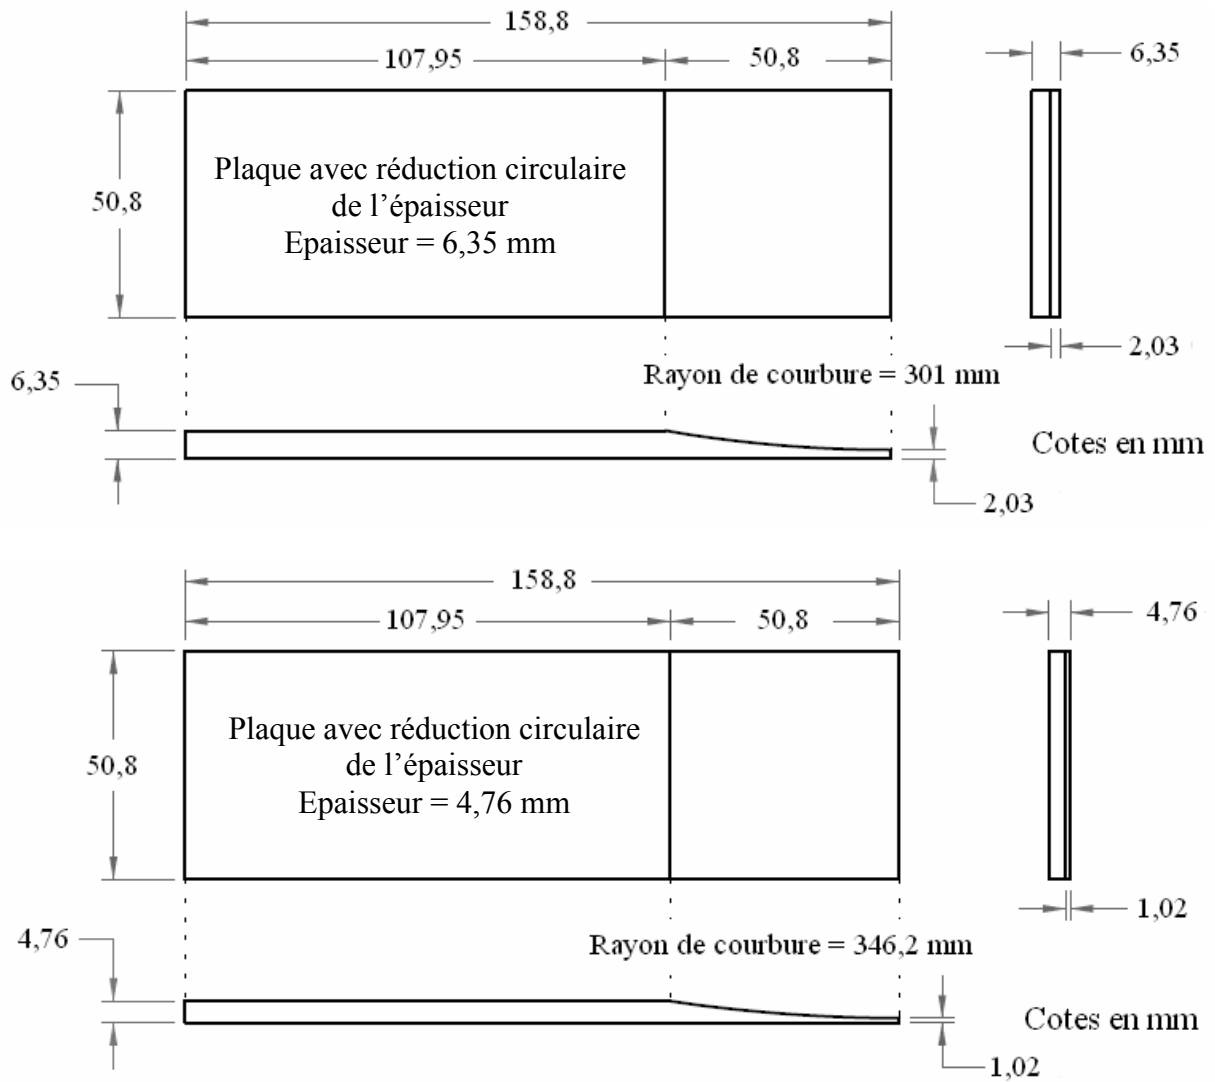 158,8
107,95 50,8
6,35
50,8
Plaque avec réduction circulaire
de l’épaisseur
Epaisseur = 6,35 mm
2,03
6,35
Rayon de courbure = 301 mm
Cotes en mm
2,03
158,8
107,95 50,8
4,76
50,8
Plaque avec réduction circulaire
de l’épaisseur
Epaisseur = 4,76 mm
1,02
4,76
Rayon de courbure = 346,2 mm
Cotes en mm
1,02